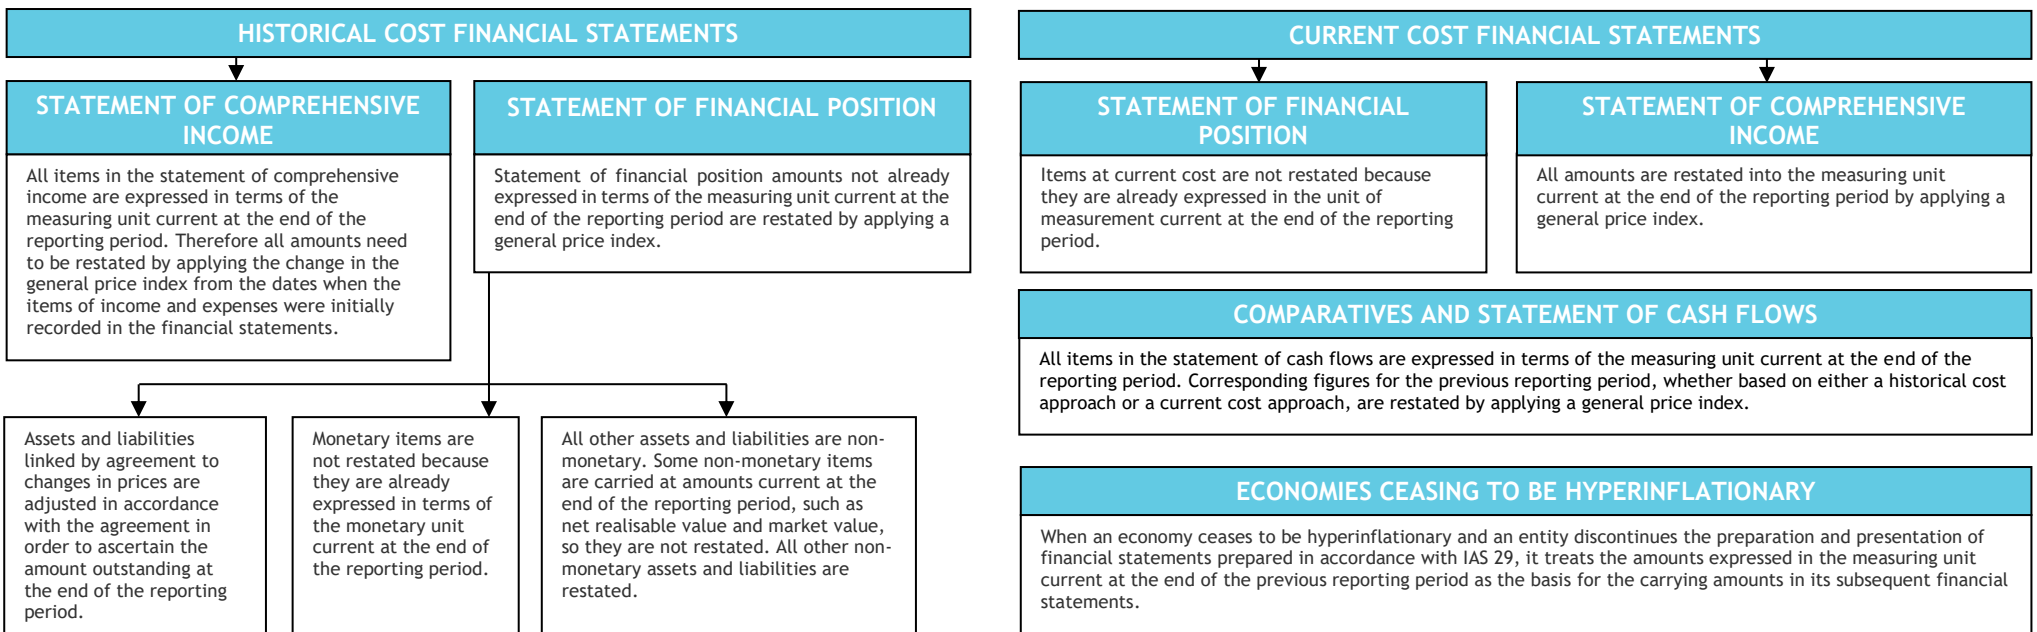 HISTORICAL COST FINANCIAL STATEMENTS
STATEMENT OF COMPREHENSIVE
INCOME
All items in the statement of comprehensive
income are expressed in terms of the
measuring unit current at the end of the
reporting period. Therefore all amounts need
to be restated by applying the change in the
general price index from the dates when the
items of income and expenses were initially
recorded in the financial statements.
STATEMENT OF FINANCIAL POSITION
Statement of financial position amounts not already
expressed in terms of the measuring unit current at the
end of the reporting period are restated by applying a
general price index.
Assets and liabilities
linked by agreement to
changes in prices are
adjusted in accordance
with the agreement in
order to ascertain the
amount outstanding at
the end of the reporting
period.
Monetary items are
not restated because
they are already
expressed in terms of
the monetary unit
current at the end of
the reporting period.
All other assets and liabilities are non-
monetary. Some non-monetary items
are carried at amounts current at the
end of the reporting period, such as
net realisable value and market value,
so they are not restated. All other non-
monetary assets and liabilities are
restated.
CURRENT COST FINANCIAL STATEMENTS
STATEMENT OF FINANCIAL
POSITION
Items at current cost are not restated because
they are already expressed in the unit of
measurement current at the end of the reporting
period.
STATEMENT OF COMPREHENSIVE
INCOME
All amounts are restated into the measuring unit
current at the end of the reporting period by applying a
general price index.
COMPARATIVES AND STATEMENT OF CASH FLOWS
All items in the statement of cash flows are expressed in terms of the measuring unit current at the end of the
reporting period. Corresponding figures for the previous reporting period, whether based on either a historical cost
approach or a current cost approach, are restated by applying a general price index.
ECONOMIES CEASING TO BE HYPERINFLATIONARY
When an economy ceases to be hyperinflationary and an entity discontinues the preparation and presentation of
financial statements prepared in accordance with IAS 29, it treats the amounts expressed in the measuring unit
current at the end of the previous reporting period as the basis for the carrying amounts in its subsequent financial
statements.